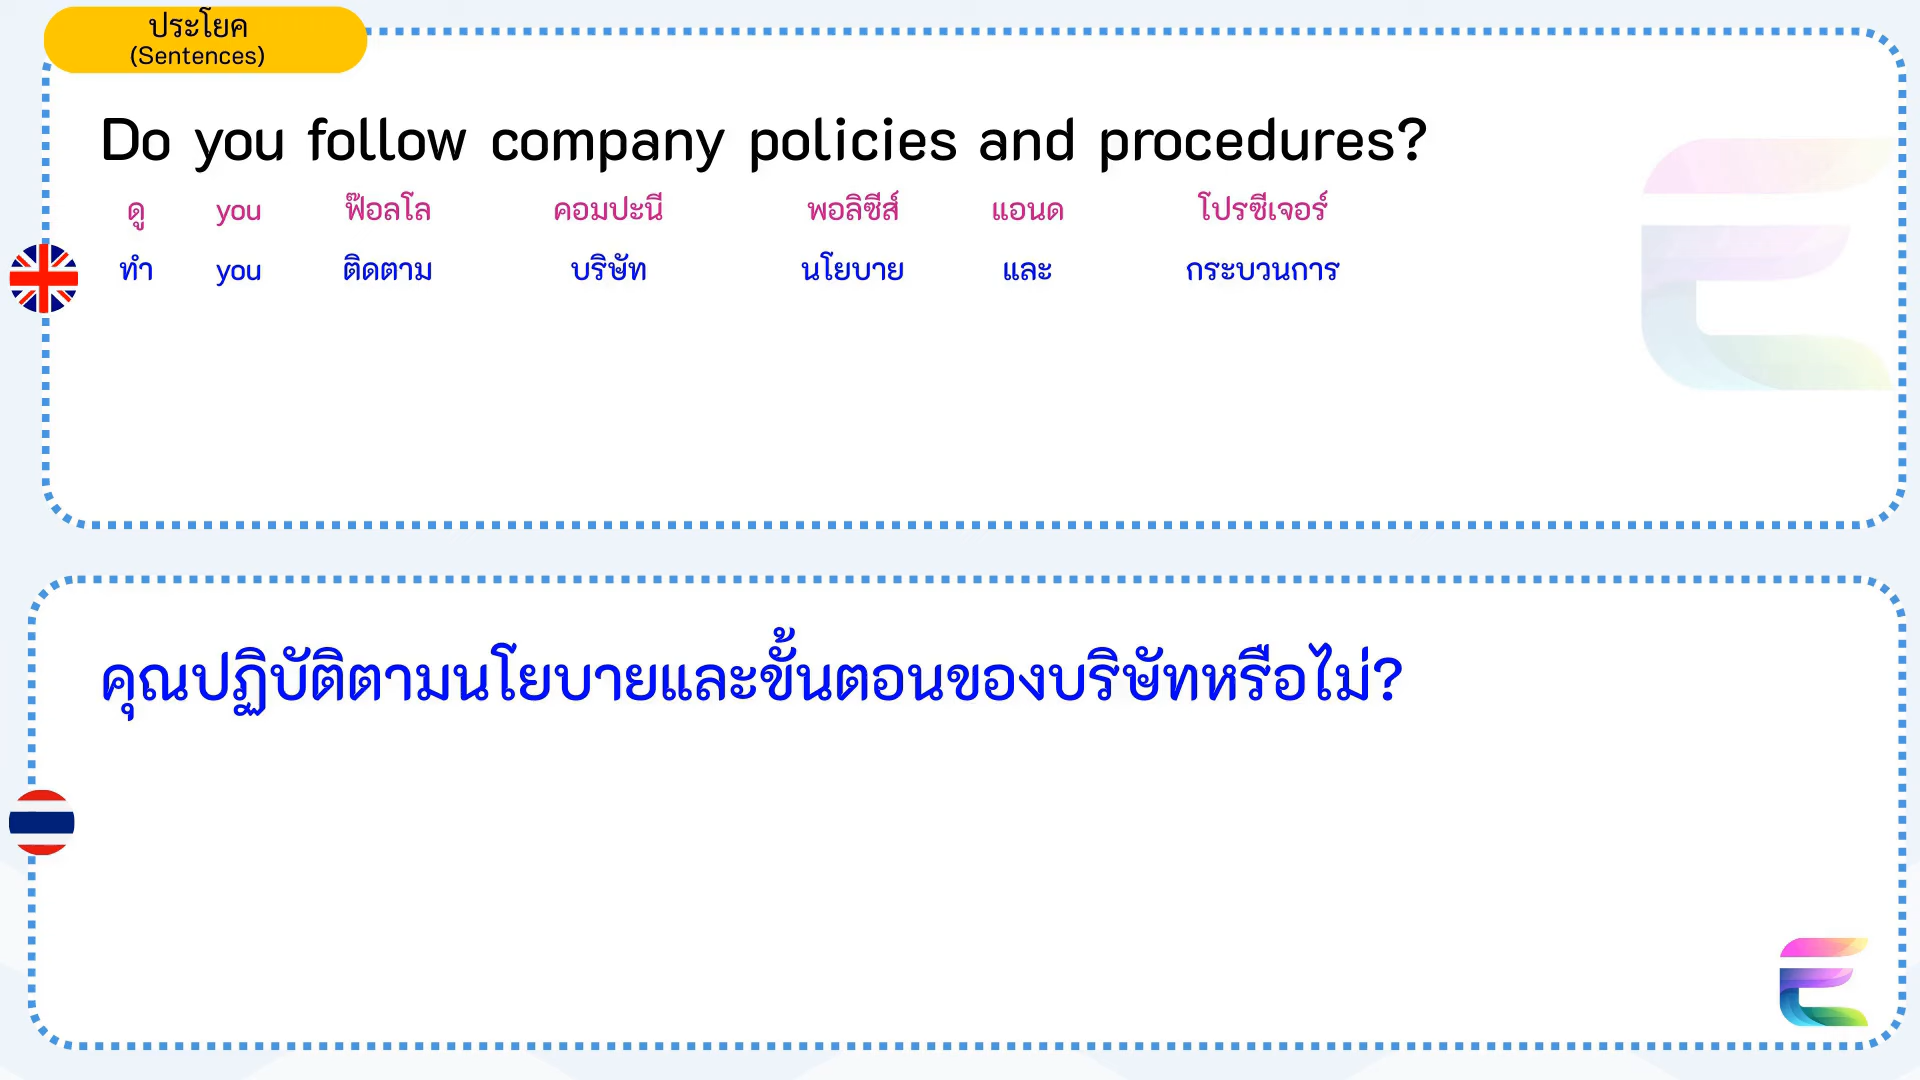 ประโยค
(Sentences)
Do you follow company policies and procedures?
ดู you ฟ๊อลโล คอมปะนี พอลิซีส์ แอนด โปรซีเจอร์
ทำ you ติดตาม บริษัท นโยบาย และ กระบวนการ
คุณปฏิบัติตามนโยบายและขั้นตอนของบริษัทหรือไม่?